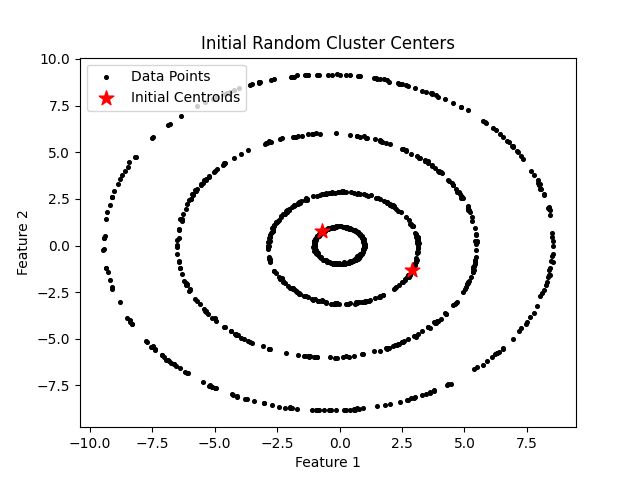 Initial Random Cluster Centers
Data Points
Initial Centroids
10.0
7.5
5.0
2.5
0.0
−2.5
−5.0
−7.5
Feature 2
−10.0 −7.5 −5.0 −2.5 0.0 2.5 5.0 7.5
Feature 1